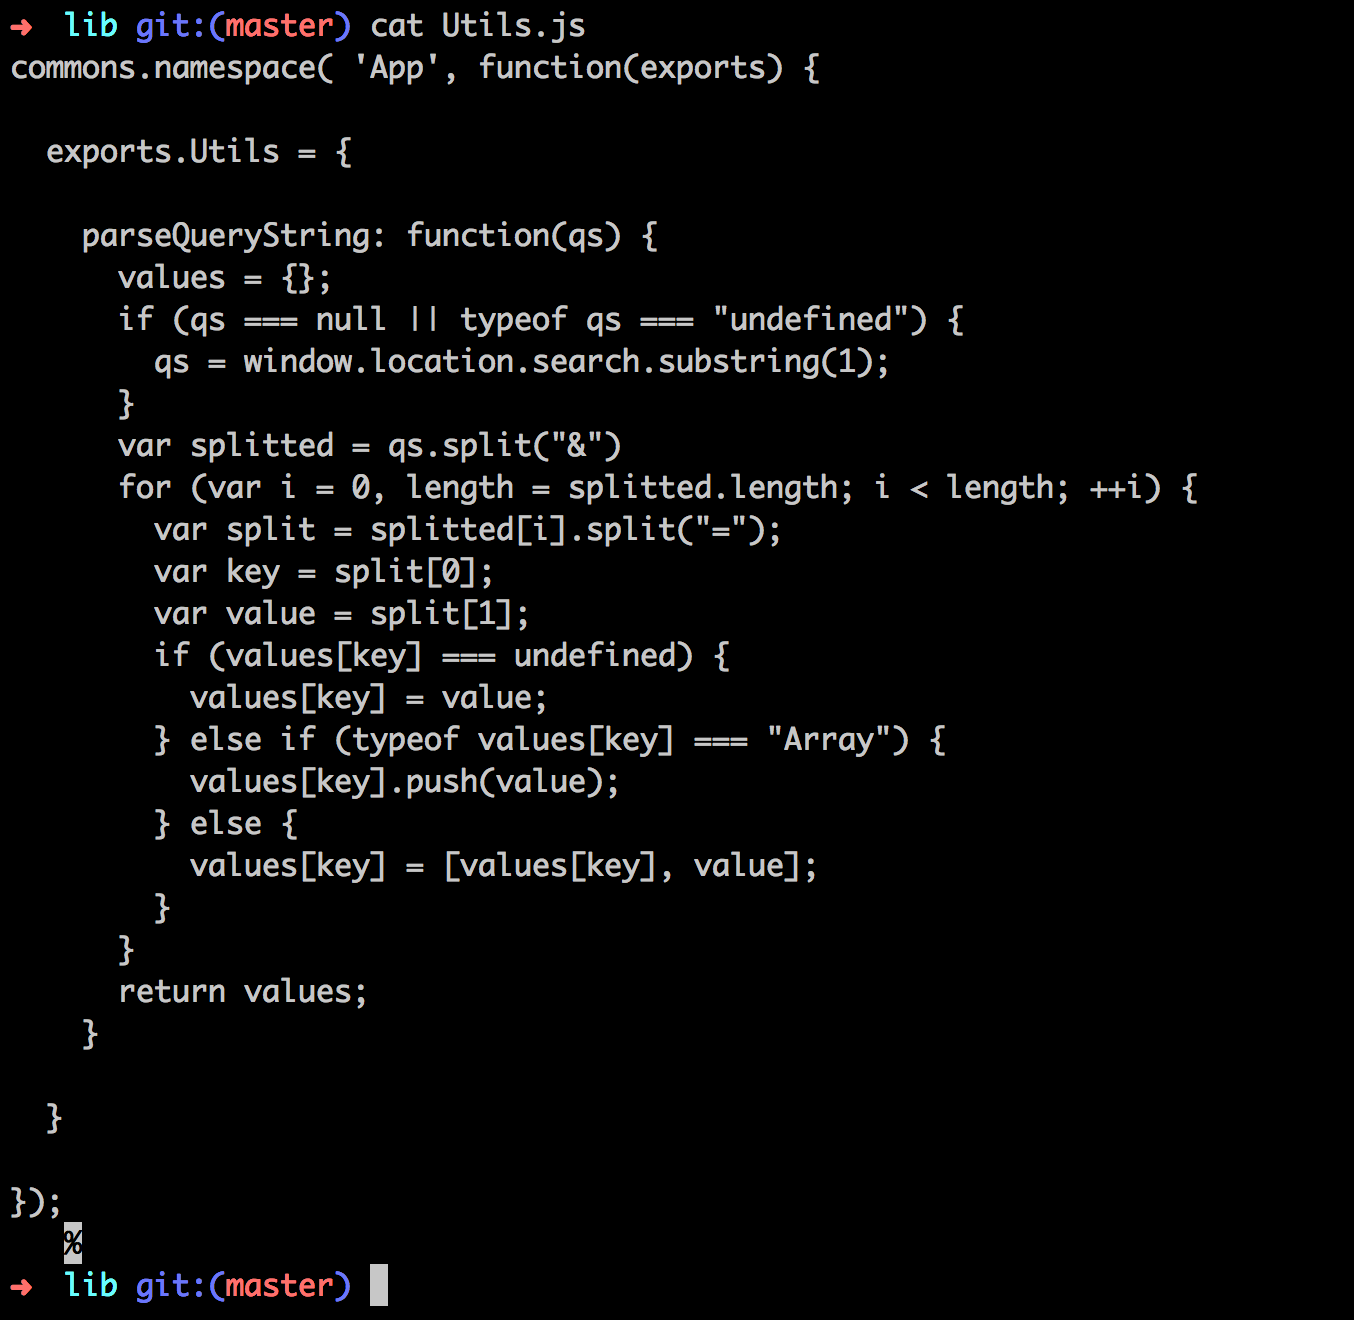 ➜  lib git:(master) cat Utils.js
commons.namespace( 'App', function(exports) {

  exports.Utils = {

    parseQueryString: function(qs) {
      values = {};
      if (qs === null || typeof qs === "undefined") {
        qs = window.location.search.substring(1);
      }
      var splitted = qs.split("&")
      for (var i = 0, length = splitted.length; i < length; ++i) {
        var split = splitted[i].split("=");
        var key = split[0];
        var value = split[1];
        if (values[key] === undefined) {
          values[key] = value;
        } else if (typeof values[key] === "Array") {
          values[key].push(value);
        } else {
          values[key] = [values[key], value];
        }
      }
      return values;
    }

  }

});
   %
➜  lib git:(master)